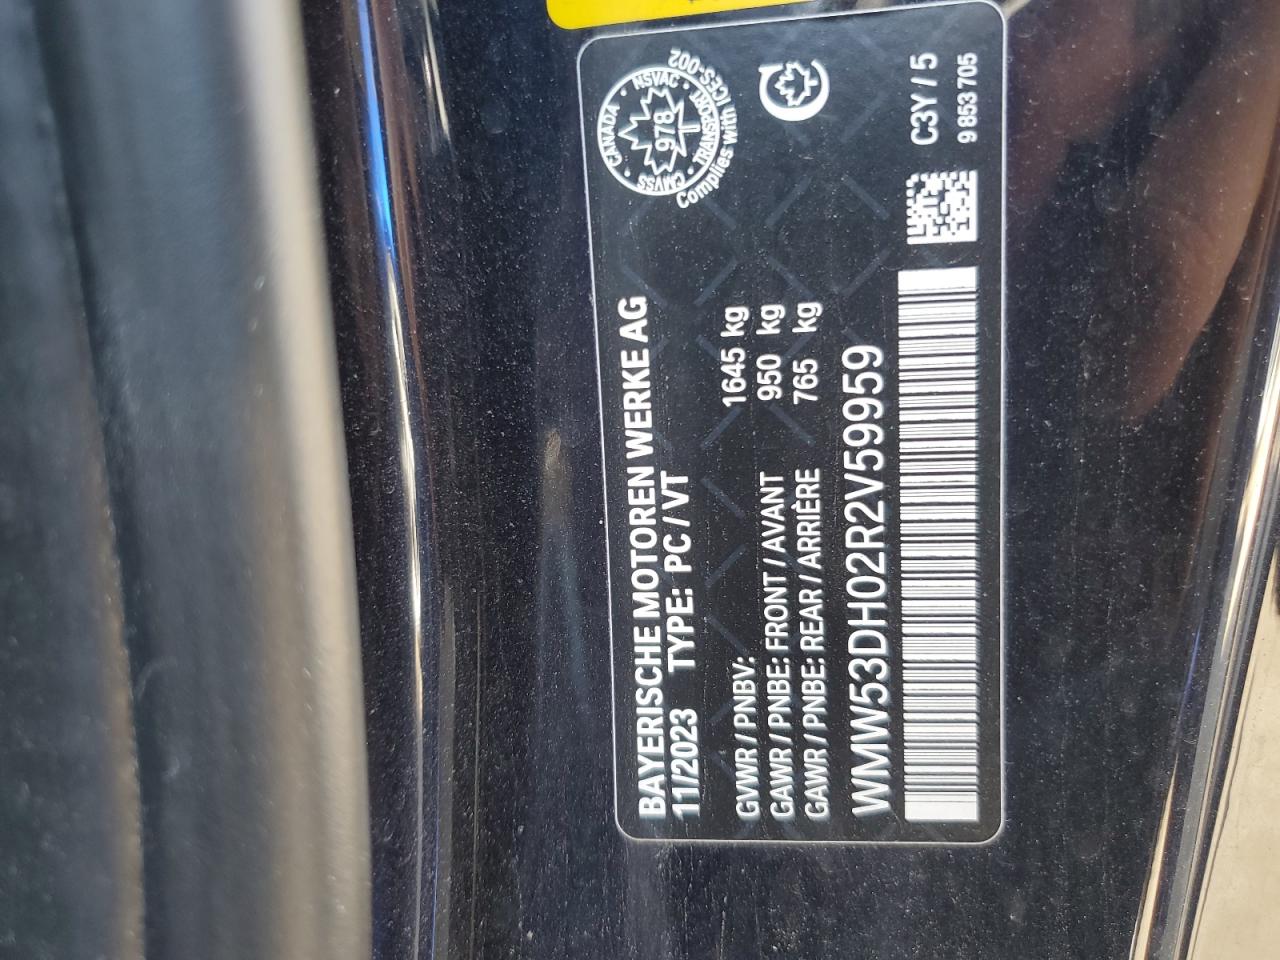 BAYERISCHE MOTOREN WERKE AG
11/2023 TYPE: PC / VT
GVWR / PNBV: 1645 kg
GAWR / PNBE: FRONT / AVANT 950 kg
GAWR / PNBE: REAR / ARRIÈRE 765 kg
WMW53DH02R2V59959
CANADA · NSVAC · TRANSPORT · CMVSS
978
Complies with ICES-002
C3Y / 5
9 853 705